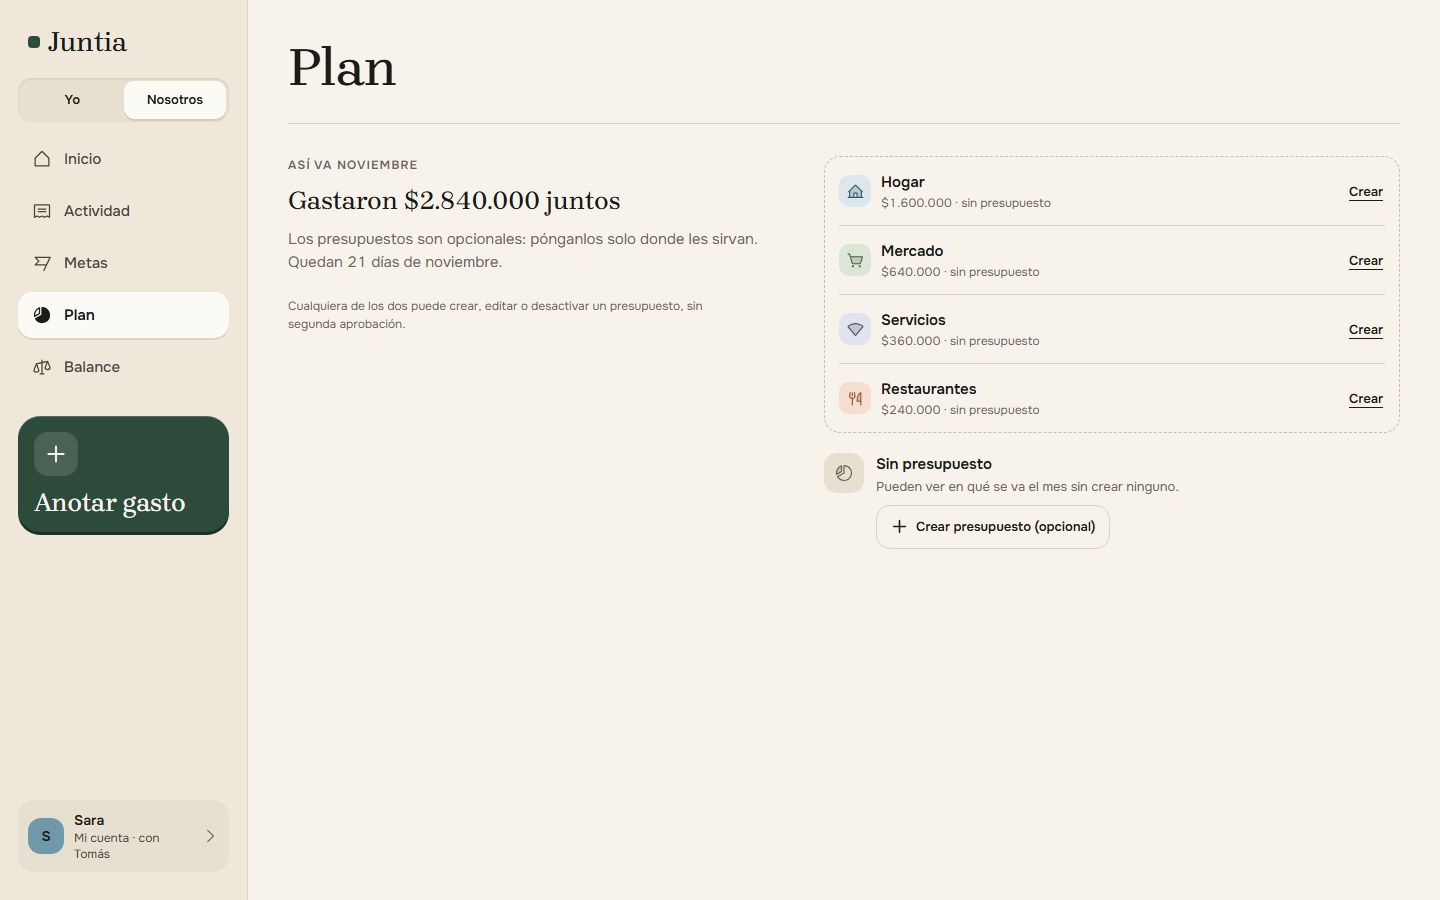 Juntia
Yo
Nosotros
Inicio
Actividad
Metas
Plan
Balance
Anotar gasto
S
Sara
Mi cuenta · con
Tomás
Plan
ASÍ VA NOVIEMBRE
Gastaron $2.840.000 juntos
Los presupuestos son opcionales: pónganlos solo donde les sirvan.
Quedan 21 días de noviembre.
Cualquiera de los dos puede crear, editar o desactivar un presupuesto, sin
segunda aprobación.
Hogar
$1.600.000 · sin presupuesto
Crear
Mercado
$640.000 · sin presupuesto
Crear
Servicios
$360.000 · sin presupuesto
Crear
Restaurantes
$240.000 · sin presupuesto
Crear
Sin presupuesto
Pueden ver en qué se va el mes sin crear ninguno.
Crear presupuesto (opcional)